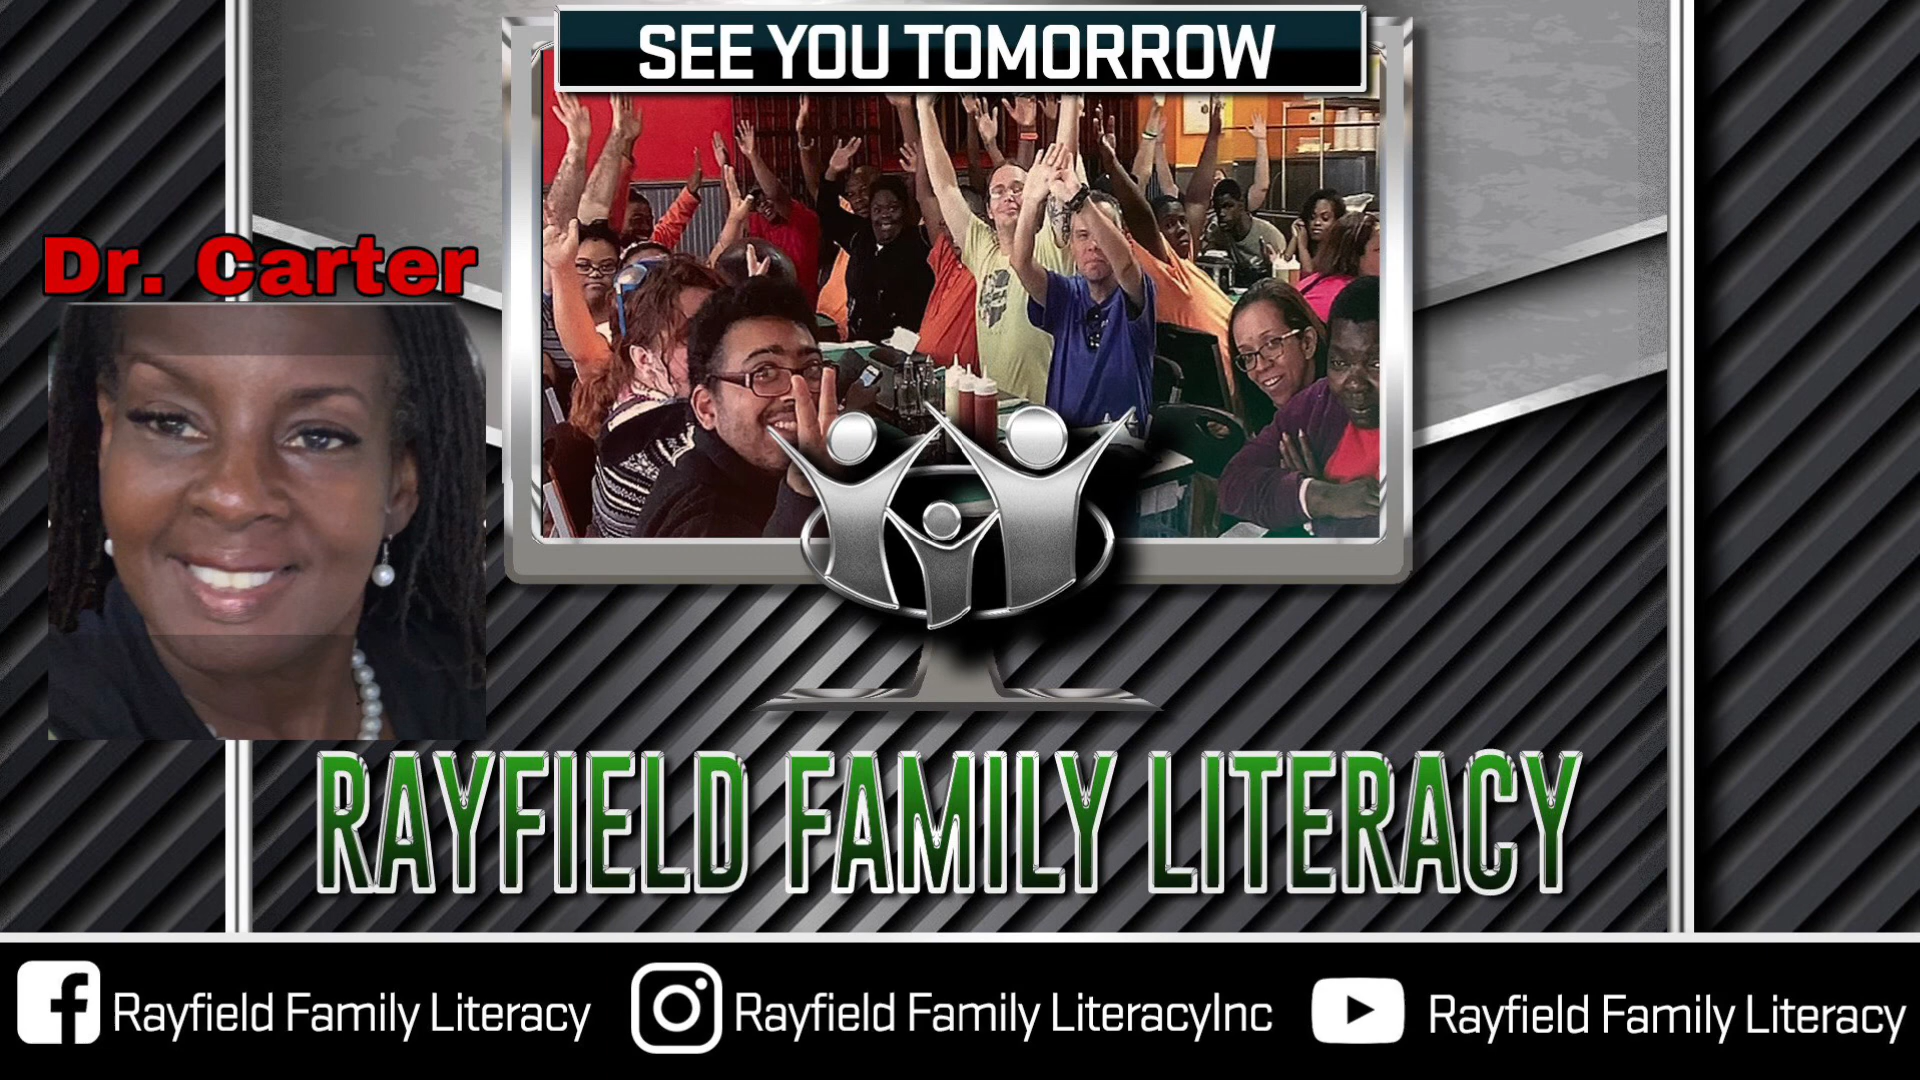 SEE YOU TOMORROW
Dr. Carter
RAYFIELD FAMILY LITERACY
Rayfield Family Literacy
Rayfield Family LiteracyInc
Rayfield Family Literacy